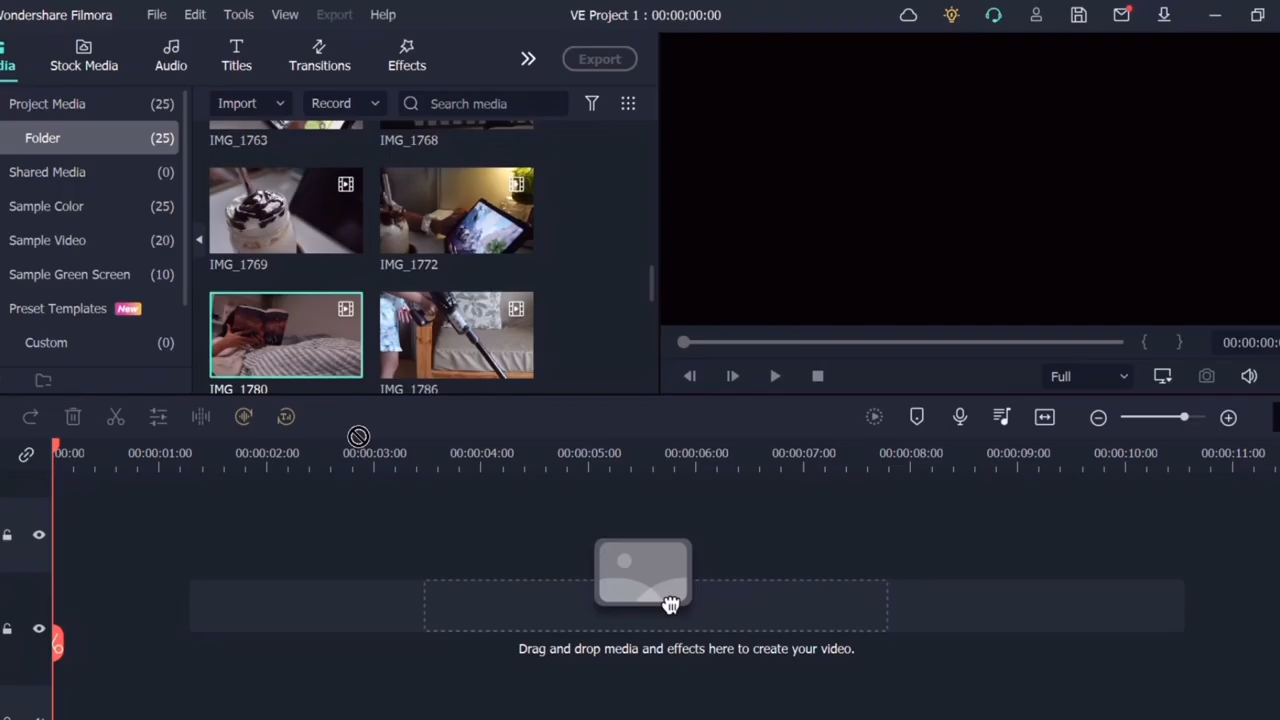 Wondershare Filmora File Edit Tools View Export Help VE Project 1 : 00:00:00:00
dia Stock Media Audio Titles Transitions Effects Export
Project Media (25)
Folder (25)
Shared Media (0)
Sample Color (25)
Sample Video (20)
Sample Green Screen (10)
Preset Templates New
Custom (0)
Import Record Search media
IMG_1763 IMG_1768
IMG_1769 IMG_1772
IMG_1780 IMG_1786
00:00:00:
Full
00:00 00:00:01:00 00:00:02:00 00:00:03:00 00:00:04:00 00:00:05:00 00:00:06:00 00:00:07:00 00:00:08:00 00:00:09:00 00:00:10:00 00:00:11:00
Drag and drop media and effects here to create your video.